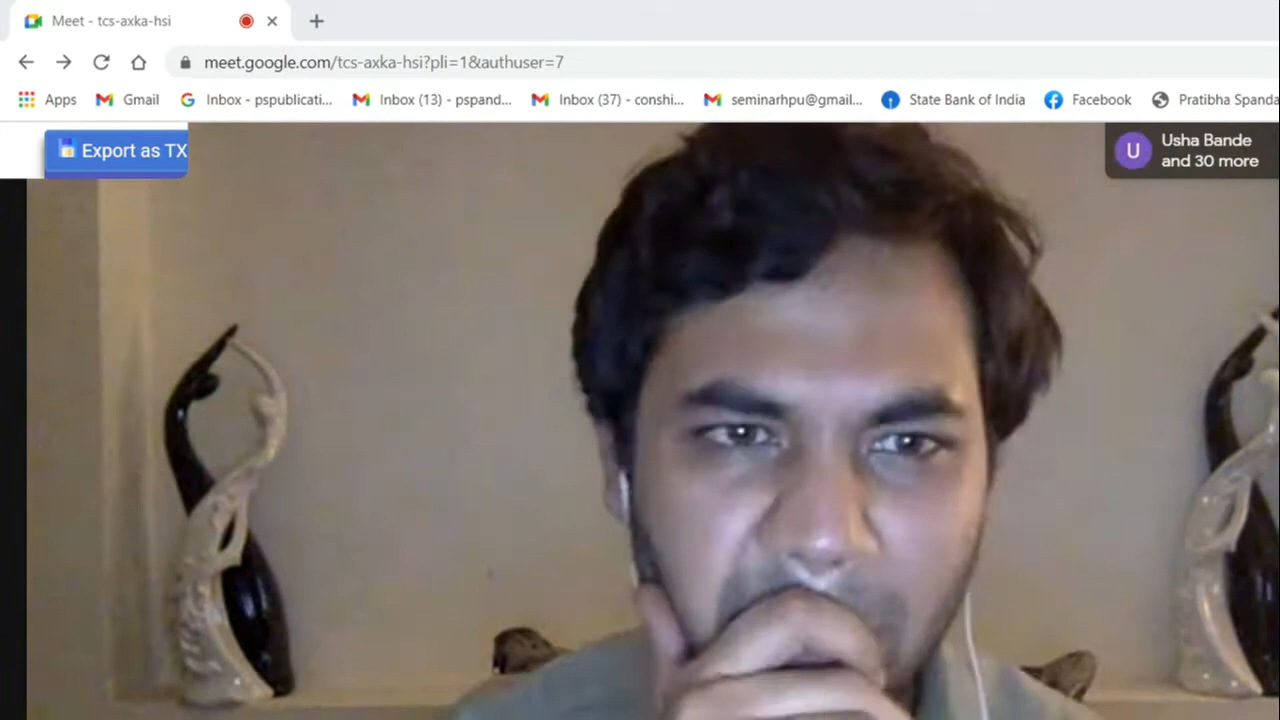 Meet - tcs-axka-hsi
meet.google.com/tcs-axka-hsi?pli=1&authuser=7
Apps Gmail Inbox - pspublicati... Inbox (13) - pspand... Inbox (37) - conshi... seminarhpu@gmail... State Bank of India Facebook Pratibha Spanda
Export as TX
U Usha Bande
and 30 more